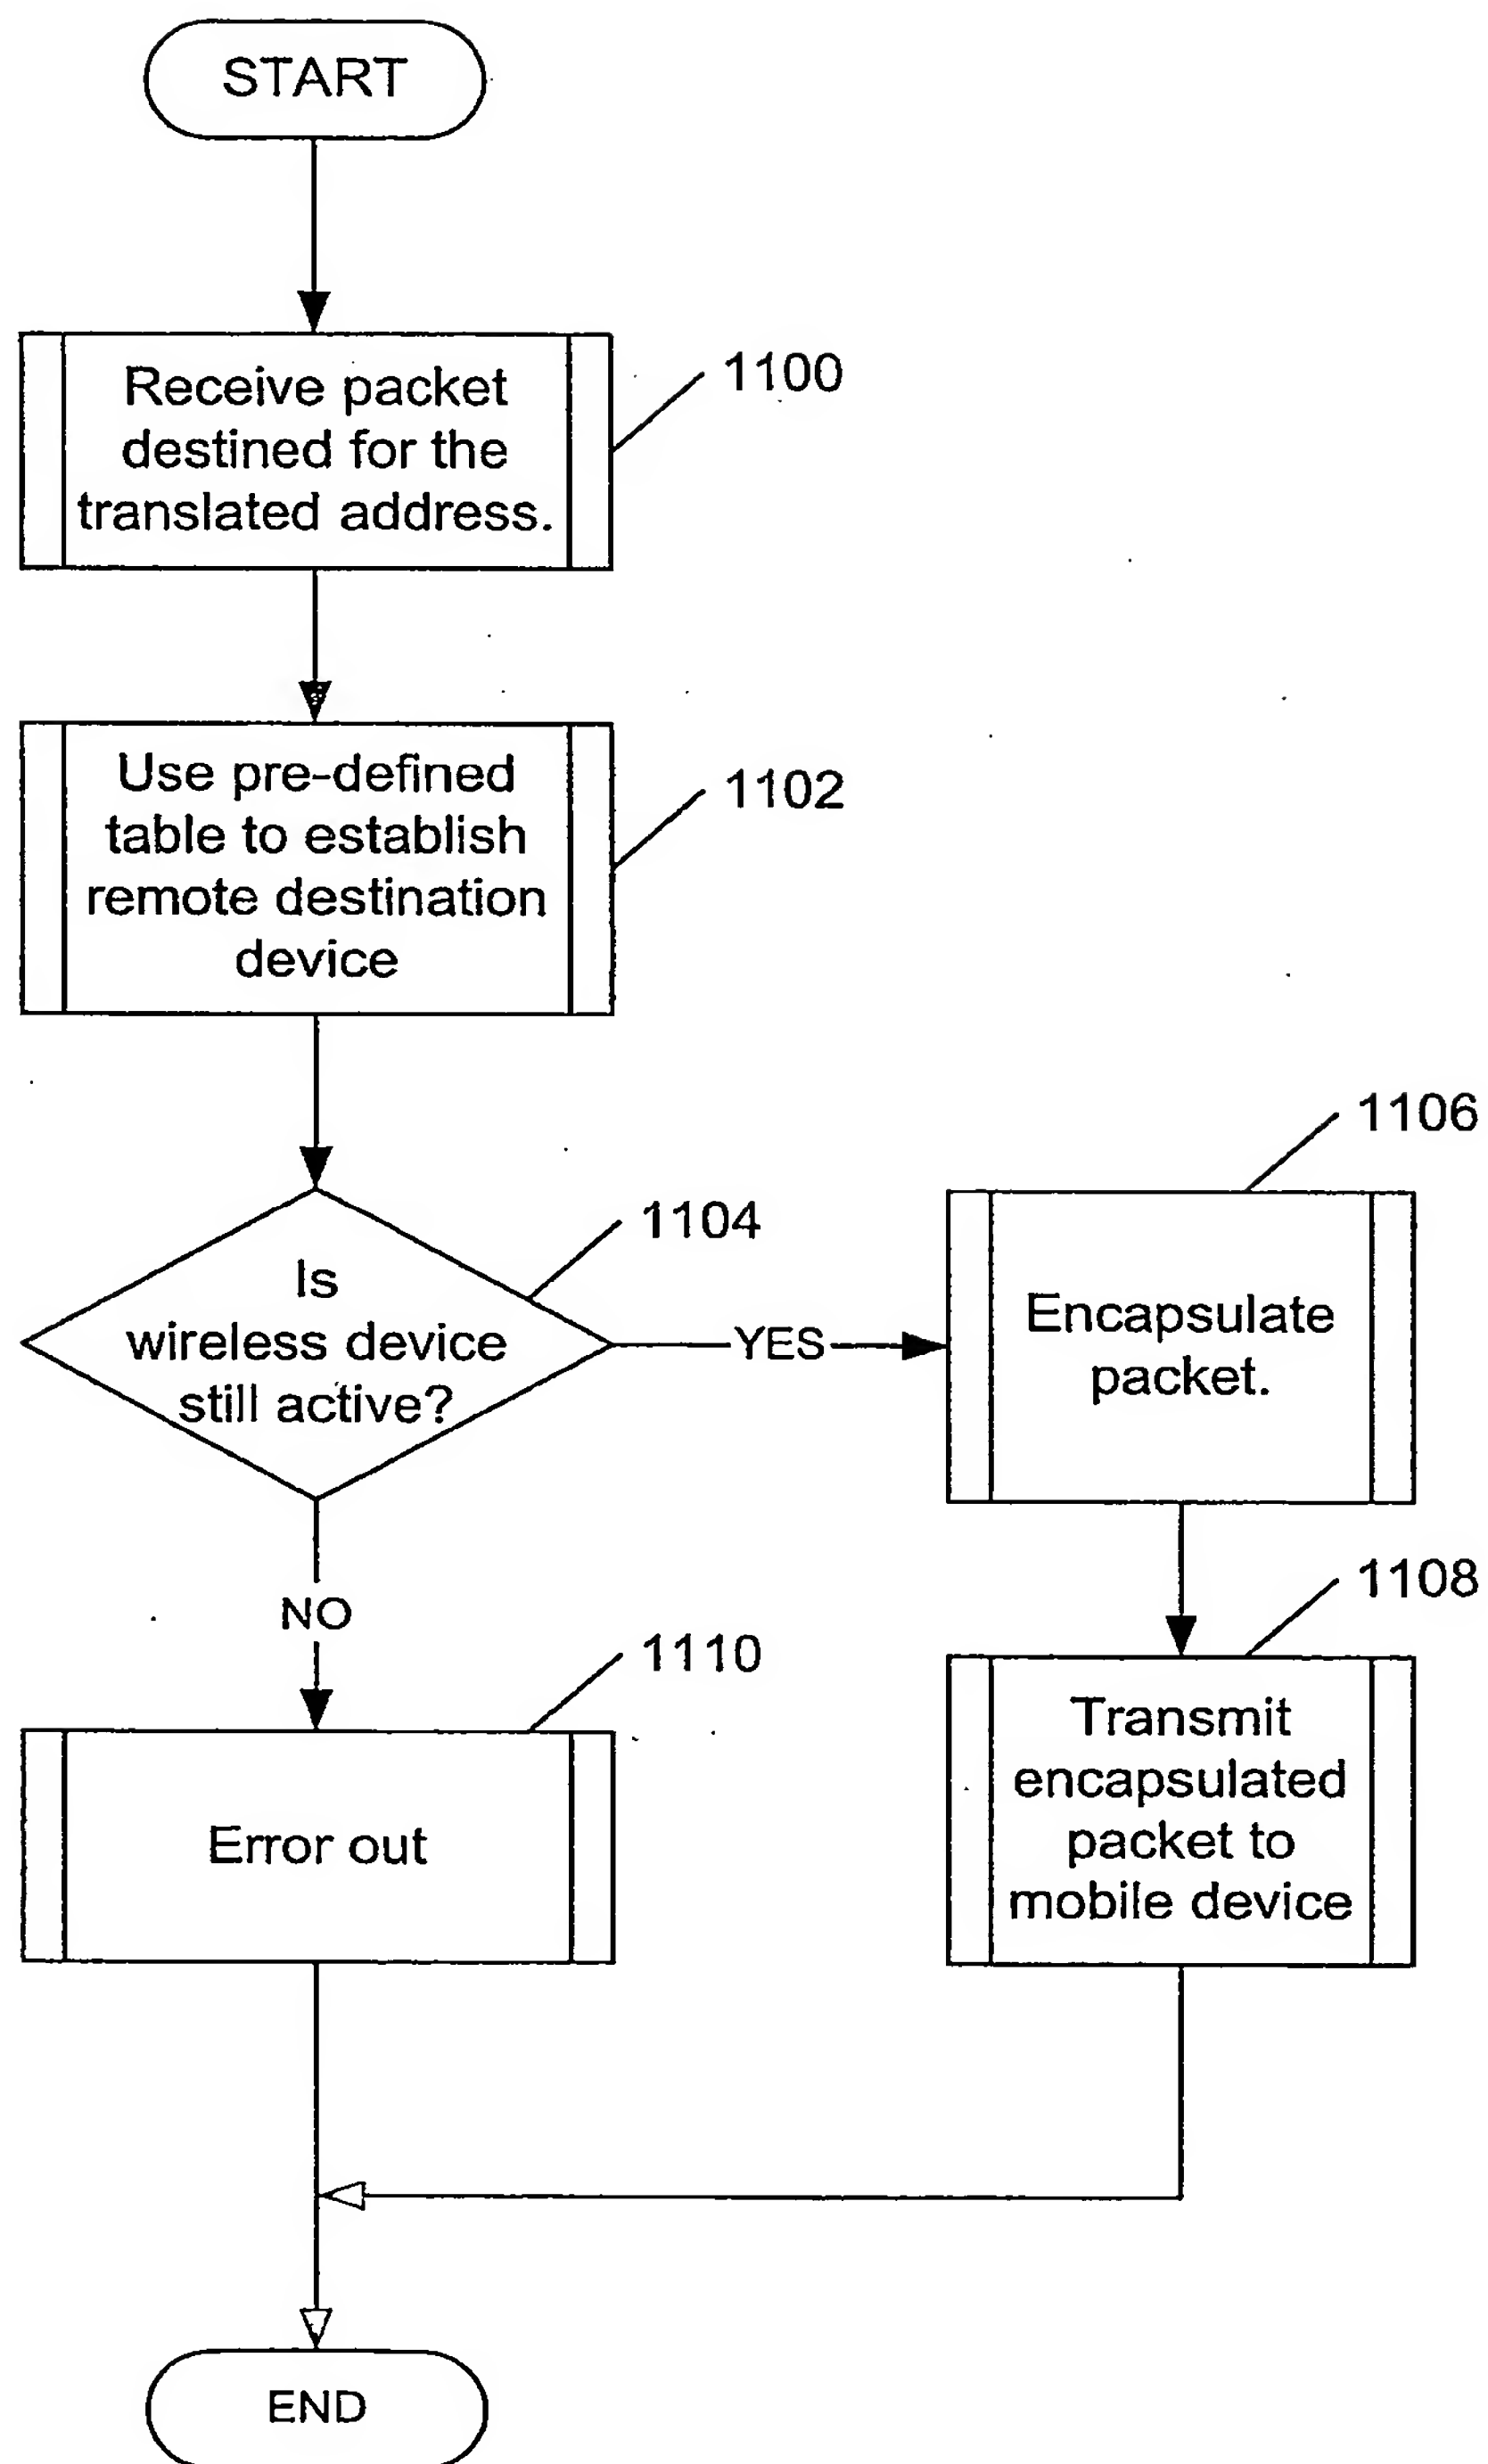 START
Receive packet
destined for the
translated address.
1100
Use pre-defined
table to establish
remote destination
device
1102
Is
wireless device
still active?
1104
YES
1106
Encapsulate
packet.
NO
1108
Transmit
encapsulated
packet to
mobile device
1110
Error out
END